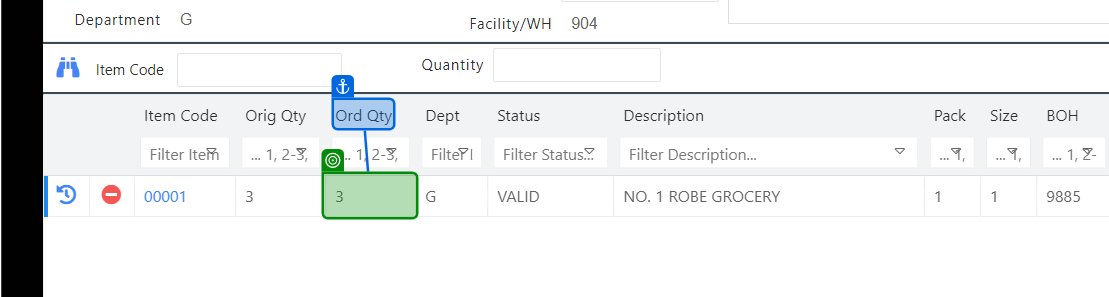 Department G
Facility/WH 904
Item Code
Quantity
Item Code Orig Qty Ord Qty Dept Status Description Pack Size BOH
Filter Item ... 1, 2-3, ... 1, 2-3, Filter Status... Filter Description... ... 1, 2-
00001 3 3 G VALID NO. 1 ROBE GROCERY 1 1 9885